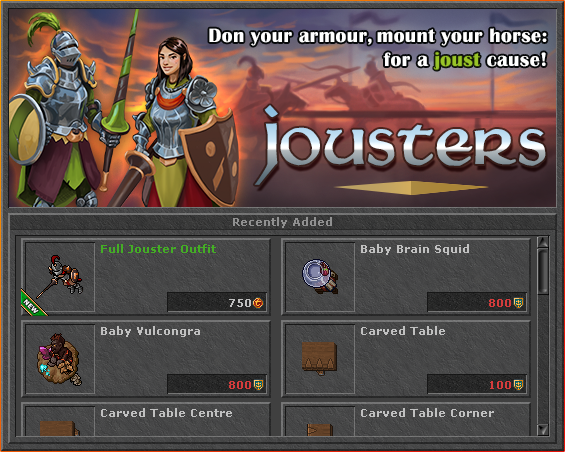 Don your armour, mount your horse:
for a joust cause!
jousters
Recently Added
Full Jouster Outfit
NEW
750
Baby Brain Squid
800
Baby Vulcongra
800
Carved Table
100
Carved Table Centre
Carved Table Corner